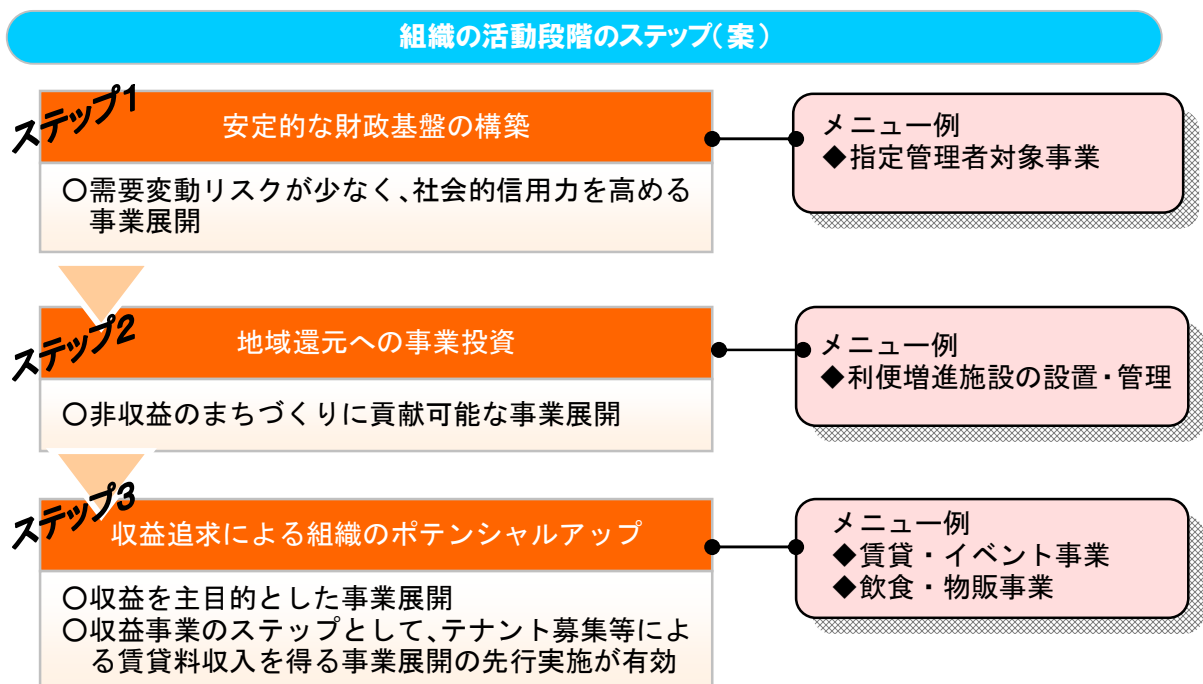 組織の活動段階のステップ(案)
ステップ1
安定的な財政基盤の構築
〇需要変動リスクが少なく、社会的信用力を高める
事業展開
メニュー例
◆指定管理者対象事業
ステップ2
地域還元への事業投資
〇非収益のまちづくりに貢献可能な事業展開
メニュー例
◆利便増進施設の設置・管理
ステップ3
収益追求による組織のポテンシャルアップ
〇収益を主目的とした事業展開
〇収益事業のステップとして、テナント募集等によ
る賃貸料収入を得る事業展開の先行実施が有効
メニュー例
◆賃貸・イベント事業
◆飲食・物販事業